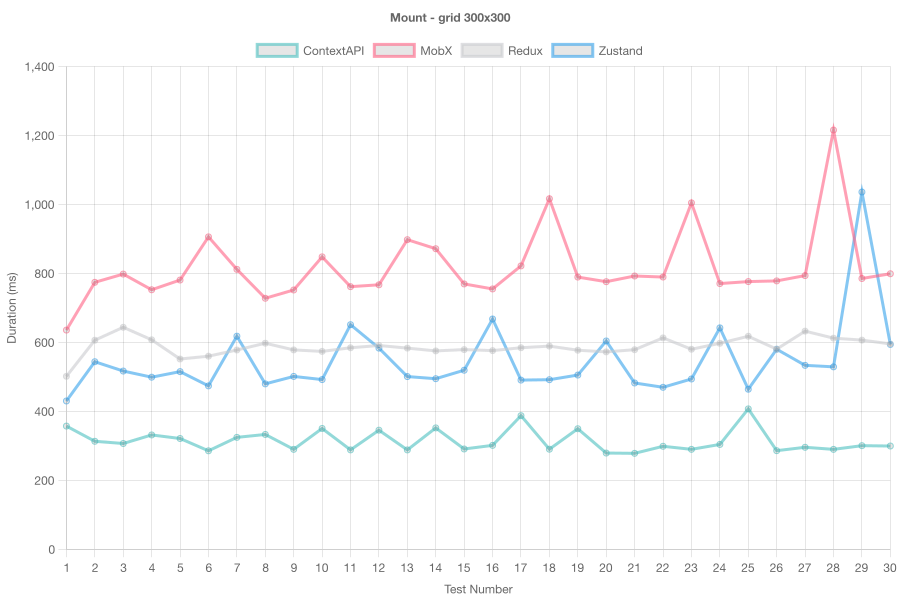 Mount - grid 300x300
ContextAPI MobX Redux Zustand
1,400
1,200
1,000
800
600
400
200
0
Duration (ms)
1 2 3 4 5 6 7 8 9 10 11 12 13 14 15 16 17 18 19 20 21 22 23 24 25 26 27 28 29 30
Test Number